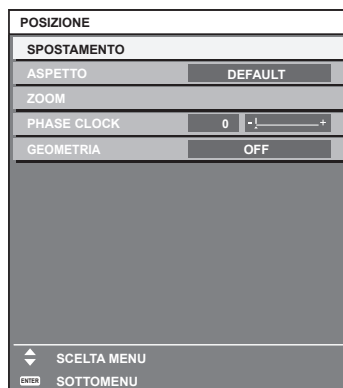 POSIZIONE
SPOSTAMENTO
ASPETTO DEFAULT
ZOOM
PHASE CLOCK 0 - +
GEOMETRIA OFF
SCELTA MENU
ENTER SOTTOMENU